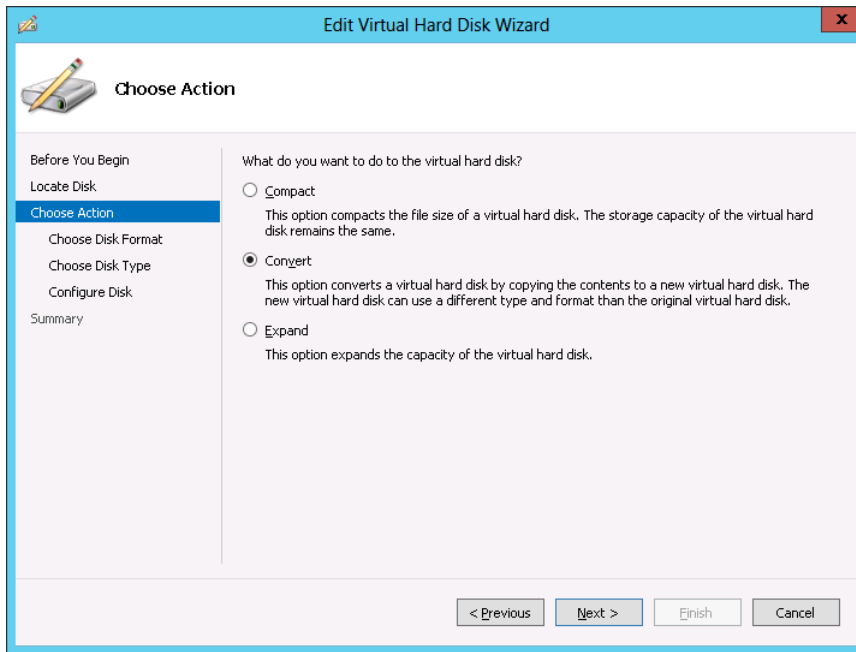 Edit Virtual Hard Disk Wizard
x
Choose Action
Before You Begin
Locate Disk
Choose Action
Choose Disk Format
Choose Disk Type
Configure Disk
Summary
What do you want to do to the virtual hard disk?
Compact
This option compacts the file size of a virtual hard disk. The storage capacity of the virtual hard
disk remains the same.
Convert
This option converts a virtual hard disk by copying the contents to a new virtual hard disk. The
new virtual hard disk can use a different type and format than the original virtual hard disk.
Expand
This option expands the capacity of the virtual hard disk.
< Previous
Next >
Finish
Cancel